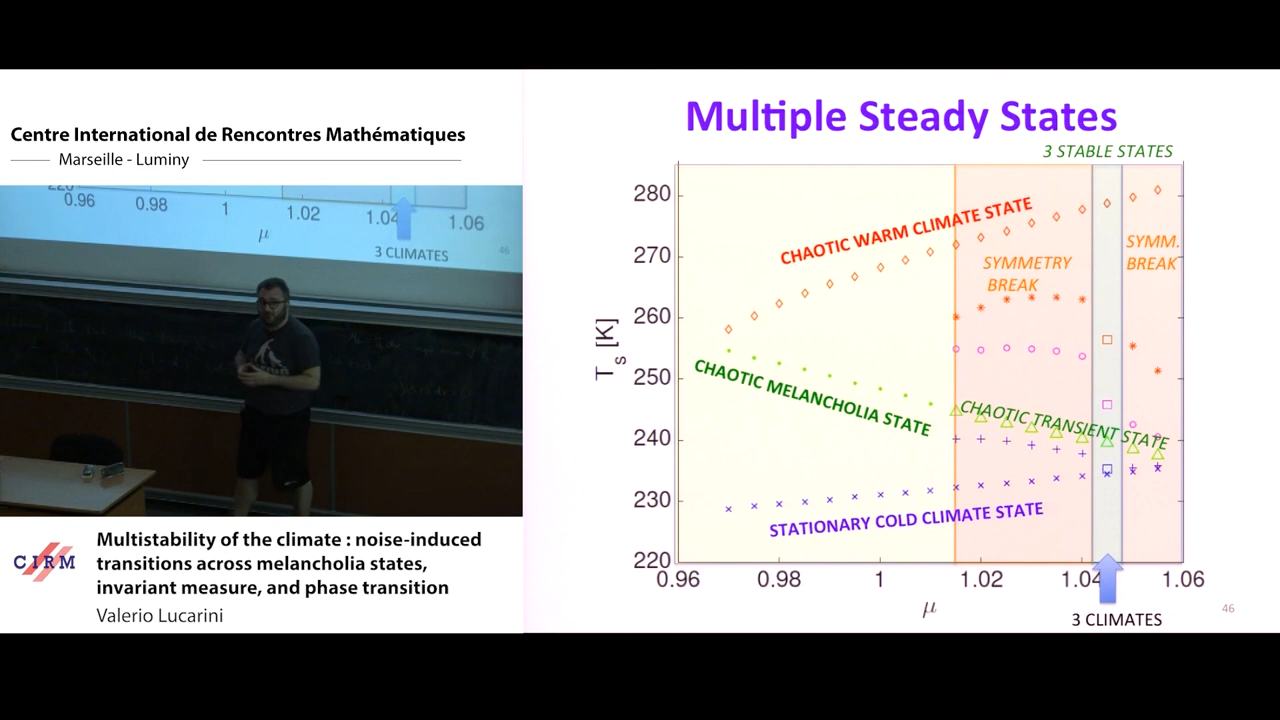 Centre International de Rencontres Mathématiques
Marseille - Luminy
220
0.96
0.98
1
1.02
1.04
1.06
μ
3 CLIMATES
46
CIRM
Multistability of the climate : noise-induced
transitions across melancholia states,
invariant measure, and phase transition
Valerio Lucarini
Multiple Steady States
3 STABLE STATES
280
270
260
250
240
230
220
T_s [K]
CHAOTIC WARM CLIMATE STATE
SYMMETRY
BREAK
SYMM.
BREAK
CHAOTIC MELANCHOLIA STATE
CHAOTIC TRANSIENT STATE
STATIONARY COLD CLIMATE STATE
0.96
0.98
1
1.02
1.04
1.06
μ
3 CLIMATES
46